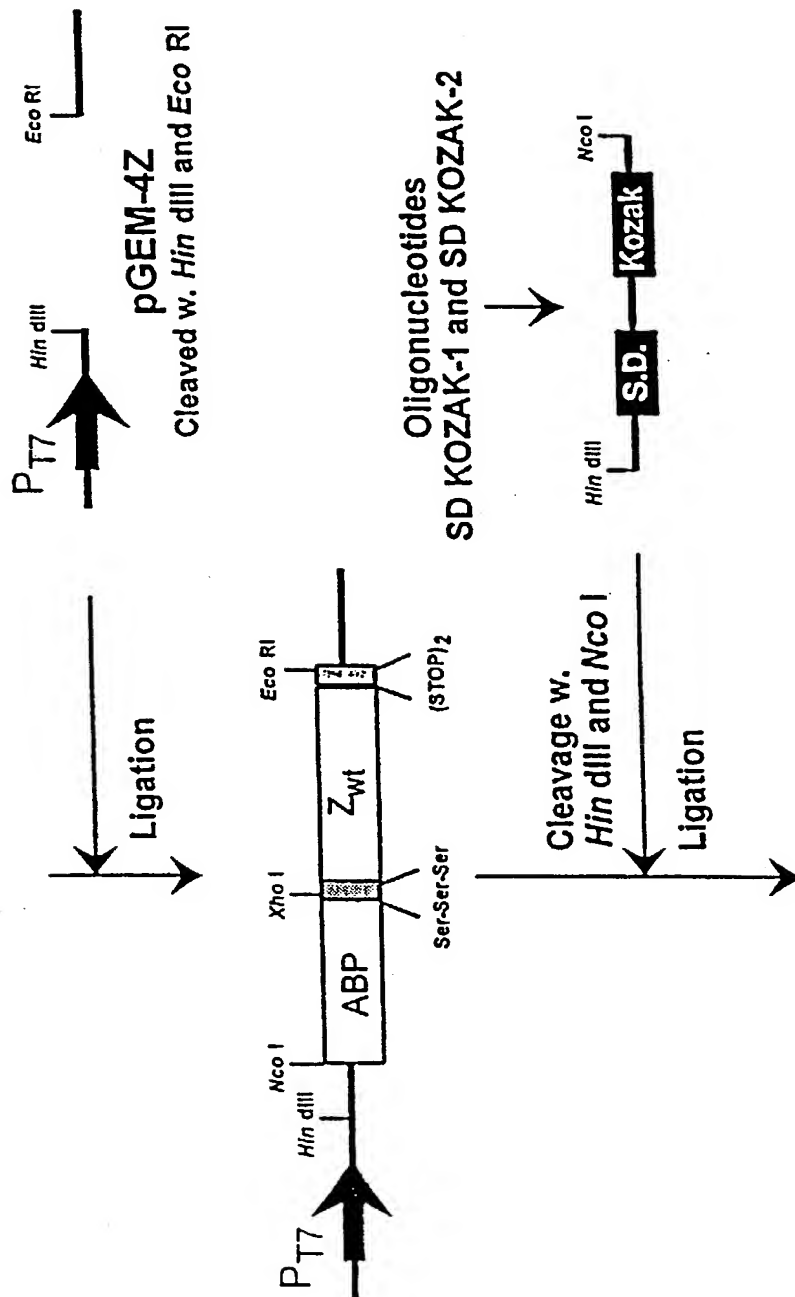 P T7
Hin dIII
Eco RI
pGEM-4Z
Cleaved w. Hin dIII and Eco RI
Ligation
P T7
Hin dIII
Nco I
Xho I
Eco RI
ABP
Zwt
Ser-Ser-Ser
(STOP)2
Oligonucleotides
SD KOZAK-1 and SD KOZAK-2
Cleavage w.
Hin dIII and Nco I
Ligation
Hin dIII
Nco I
S.D.
Kozak